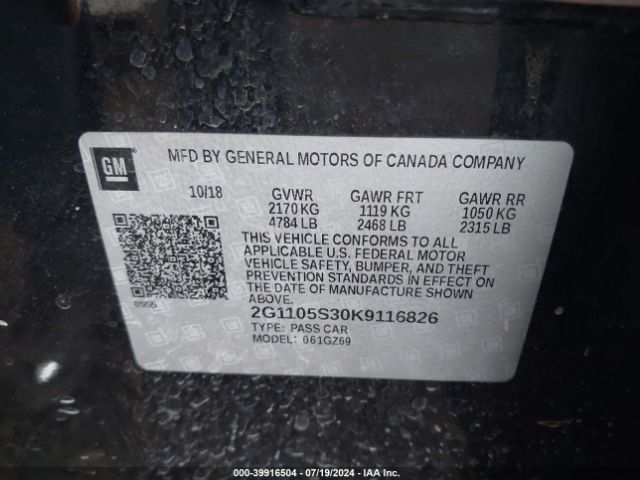 GM
MFD BY GENERAL MOTORS OF CANADA COMPANY
10/18 GVWR GAWR FRT GAWR RR
2170 KG 1119 KG 1050 KG
4784 LB 2468 LB 2315 LB
THIS VEHICLE CONFORMS TO ALL
APPLICABLE U.S. FEDERAL MOTOR
VEHICLE SAFETY, BUMPER, AND THEFT
PREVENTION STANDARDS IN EFFECT ON
THE DATE OF MANUFACTURE SHOWN
ABOVE.
2G1105S30K9116826
TYPE: PASS CAR
MODEL: 061GZ69
000-39916504 / 07/19/2024 / IAA Inc.